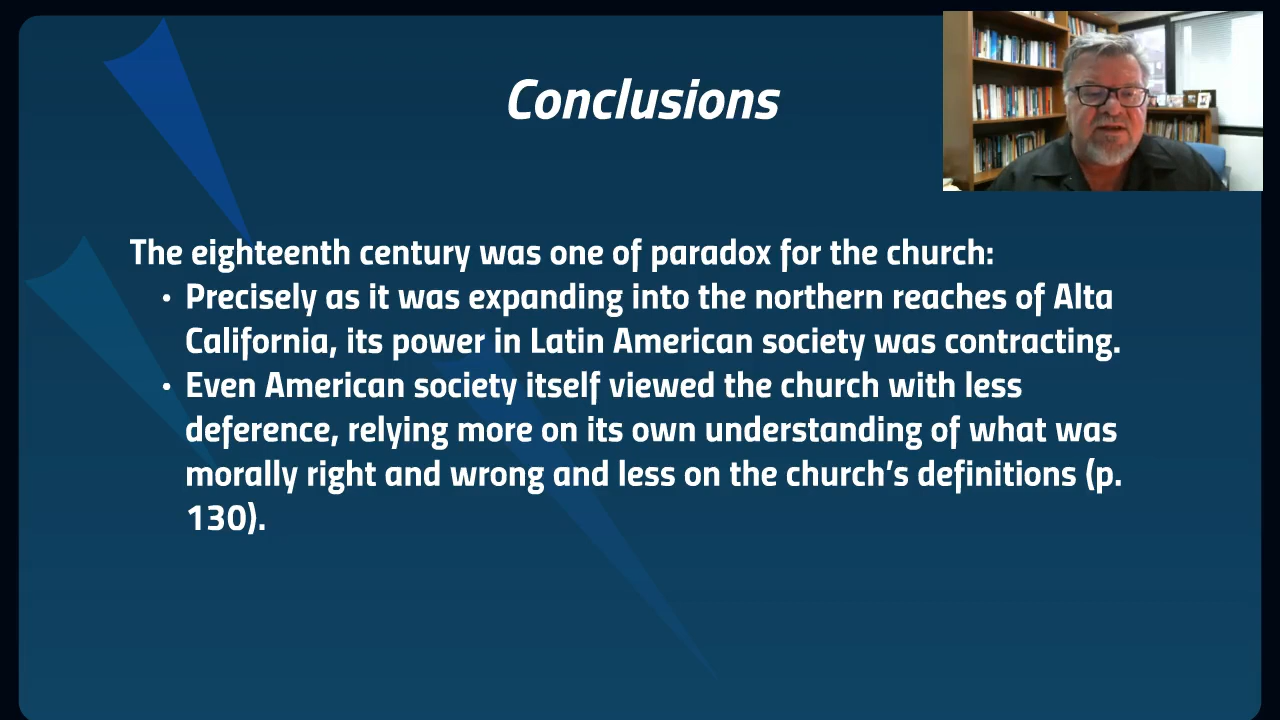 Conclusions
The eighteenth century was one of paradox for the church:
• Precisely as it was expanding into the northern reaches of Alta
California, its power in Latin American society was contracting.
• Even American society itself viewed the church with less
deference, relying more on its own understanding of what was
morally right and wrong and less on the church’s definitions (p.
130).